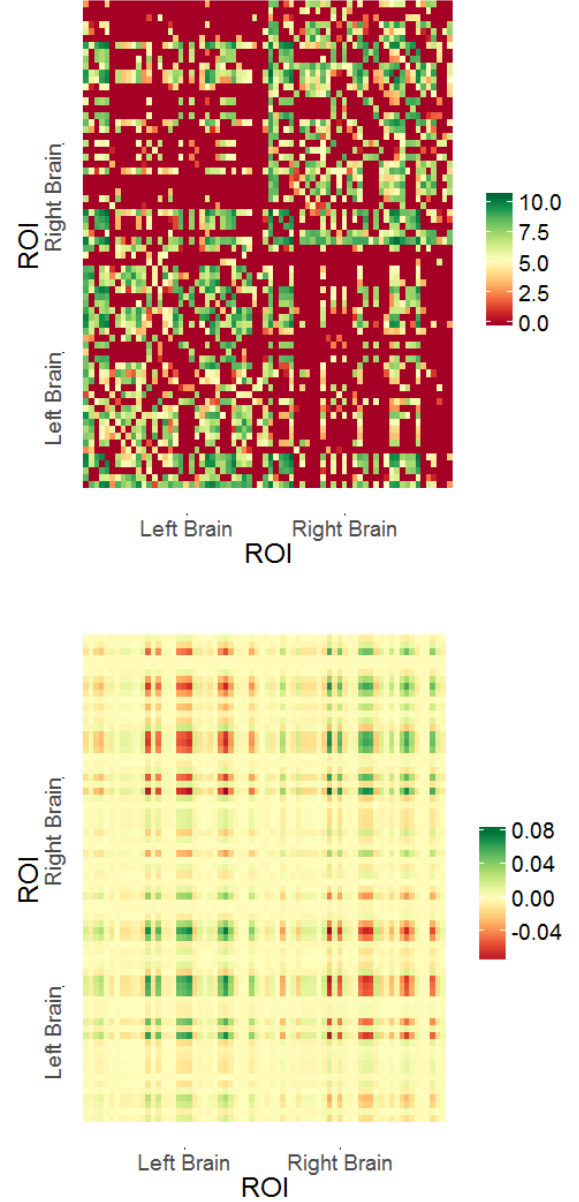 ROI
Right Brain
Left Brain
10.0
7.5
5.0
2.5
0.0
Left Brain
Right Brain
ROI
ROI
Right Brain
Left Brain
0.08
0.04
0.00
-0.04
Left Brain
Right Brain
ROI